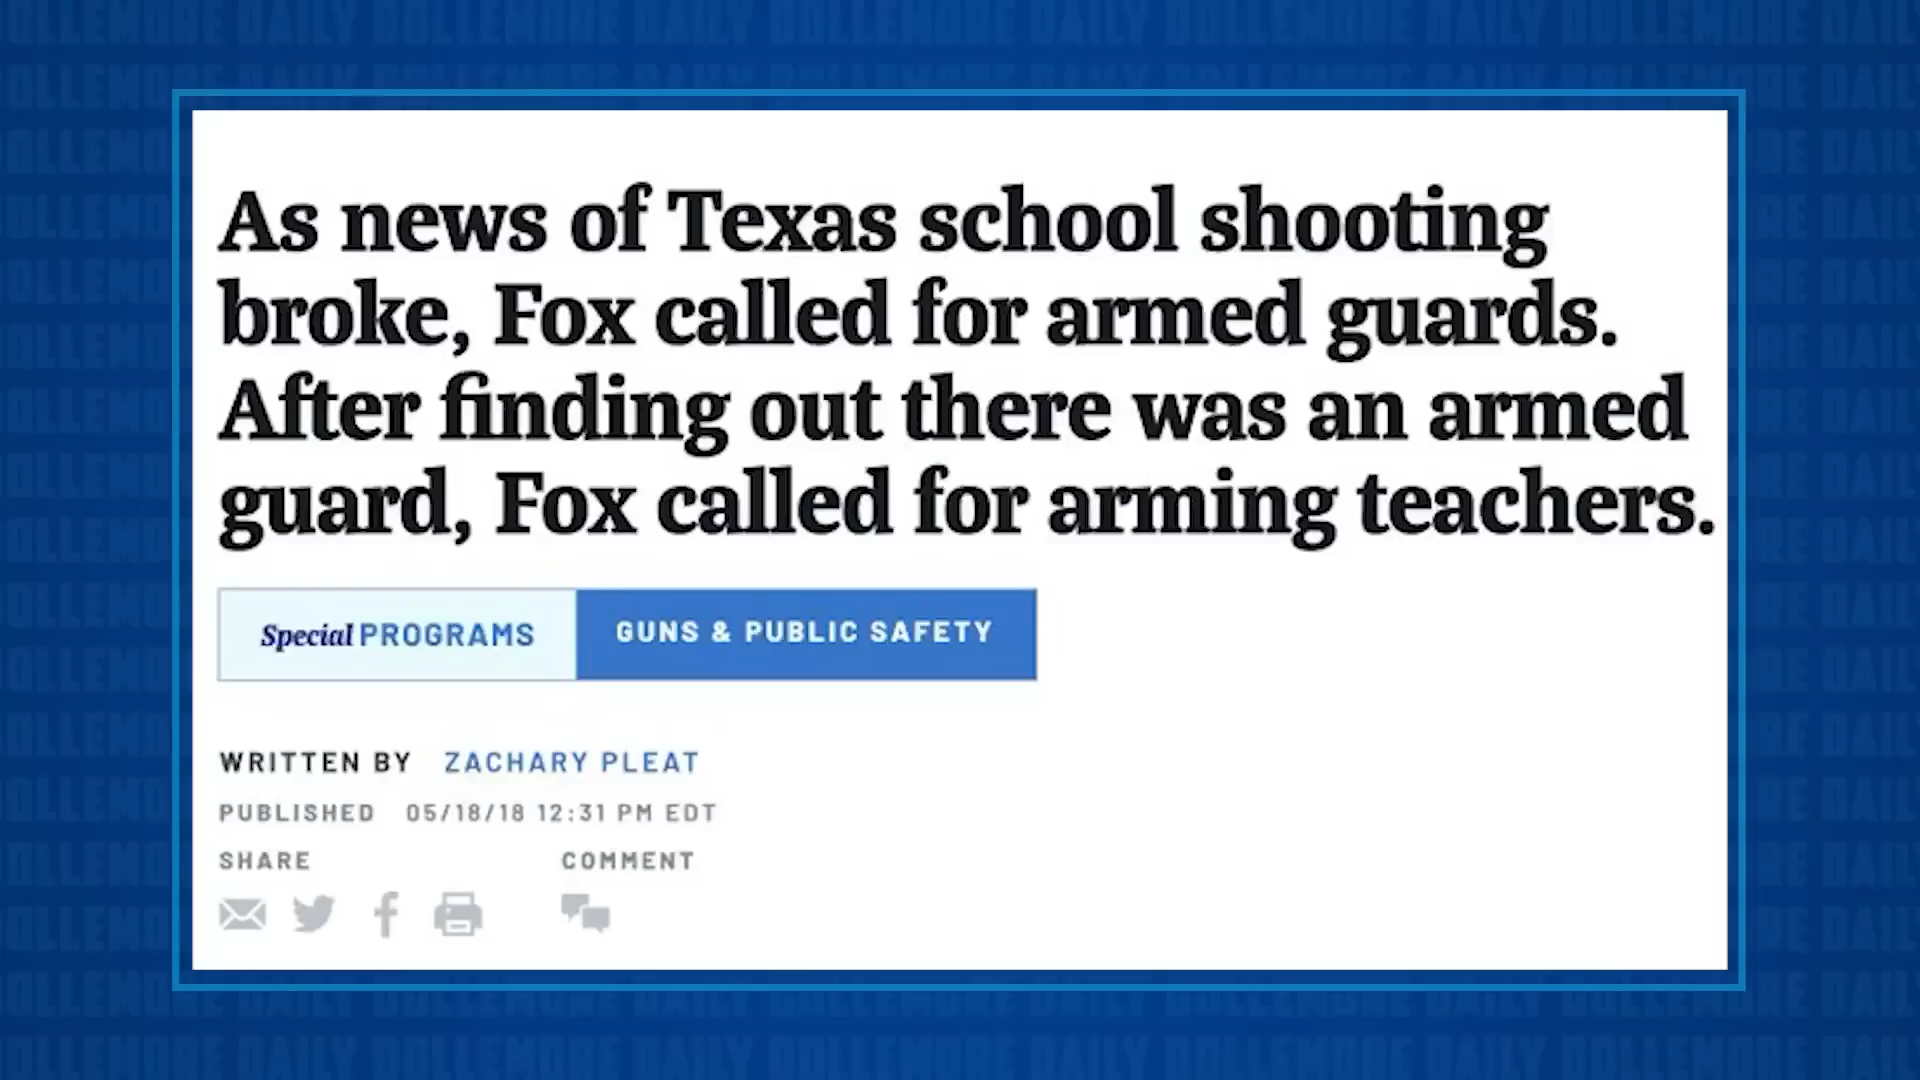 As news of Texas school shooting
broke, Fox called for armed guards.
After finding out there was an armed
guard, Fox called for arming teachers.
Special PROGRAMS
GUNS & PUBLIC SAFETY
WRITTEN BY ZACHARY PLEAT
PUBLISHED 05/18/18 12:31 PM EDT
SHARE COMMENT